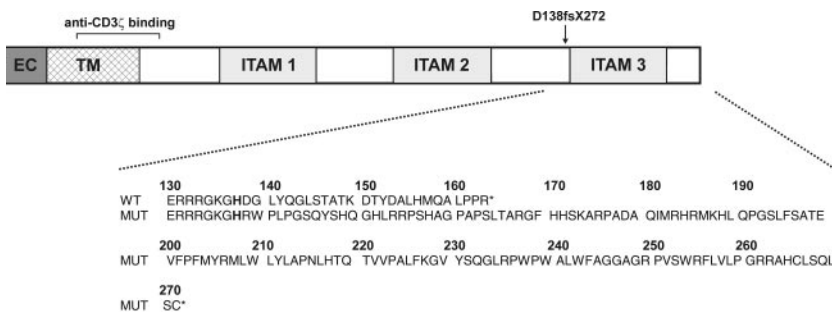 D138fsX272
anti-CD3ζ binding
EC TM ITAM 1 ITAM 2 ITAM 3
130 140 150 160 170 180 190
WT ERRRGKGHDG LYQGLSTATK DTYDALHMQA LPPR*
MUT ERRRGKGHRW PLPGSQYSHQ GHLRRPSHAG PAPSLTARGF HHSKARPADA QIMRHRMKHL QPGSLFSATE
200 210 220 230 240 250 260
MUT VFPFMYRMLW LYLAPNLHTQ TVVPALFKGV YSQGLRPWPW ALWFAGGAGR PVSWRFLVLP GRRAHCLSQL
270
MUT SC*